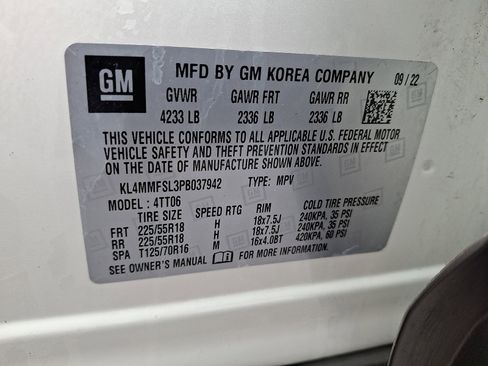 GM
MFD BY GM KOREA COMPANY 09/22
GVWR GAWR FRT GAWR RR
4233 LB 2336 LB 2336 LB
THIS VEHICLE CONFORMS TO ALL APPLICABLE U.S. FEDERAL MOTOR
VEHICLE SAFETY AND THEFT PREVENTION STANDARDS IN EFFECT
ON THE DATE OF MANUFACTURE SHOWN ABOVE.
KL4MMFSL3PB037942 TYPE: MPV
MODEL: 4TT06
TIRE SIZE SPEED RTG RIM COLD TIRE PRESSURE
FRT 225/55R18 H 18x7.5J 240KPA, 35 PSI
RR 225/55R18 H 18x7.5J 240KPA, 35 PSI
SPA T125/70R16 M 16x4.0BT 420KPA, 60 PSI
SEE OWNER'S MANUAL FOR MORE INFORMATION